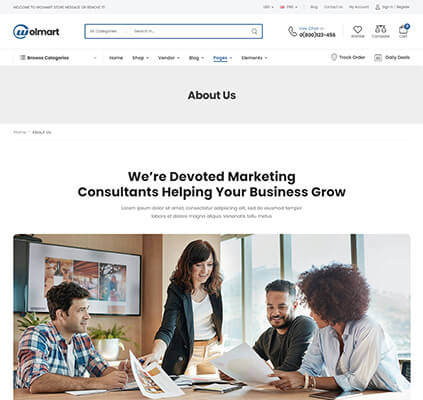 WELCOME TO WOLMART STORE MESSAGE OR REMOVE IT!
USD
ENG
Blog
Contact Us
My Account
Sign In / Register
Wolmart
All Categories
Search in...
Live Chat or :
0(800)123-456
Wishlist
Compare
0
Cart
Browse Categories
Home
Shop
Vendor
Blog
Pages
Elements
Track Order
Daily Deals
About Us
Home
About Us
We're Devoted Marketing
Consultants Helping Your Business Grow
Lorem ipsum dolor sit amet, consectetur adipiscing elit, sed do eiusmod tempor
labore et dolore magna aliqua. Venenatis tellu metus